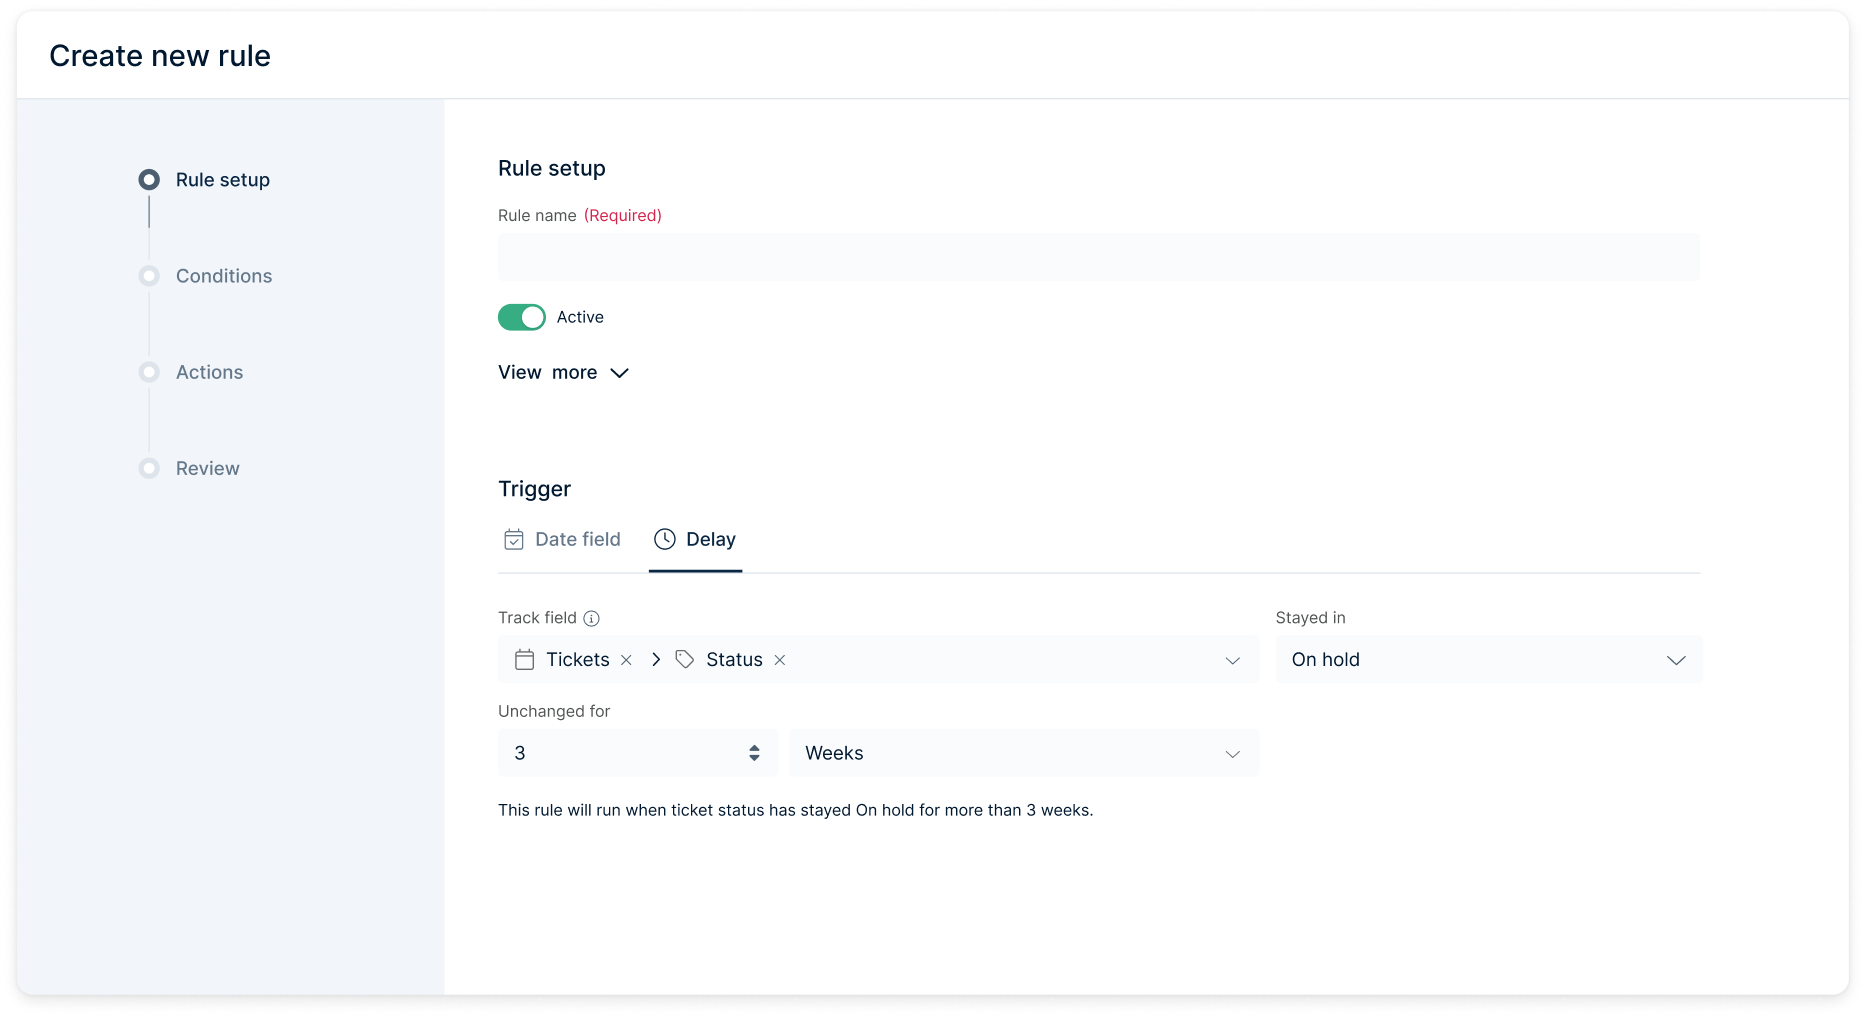 Create new rule
Rule setup
Conditions
Actions
Review
Rule setup
Rule name (Required)
Active
View more
Trigger
Date field Delay
Track field Stayed in
Tickets Status On hold
Unchanged for
3 Weeks
This rule will run when ticket status has stayed On hold for more than 3 weeks.